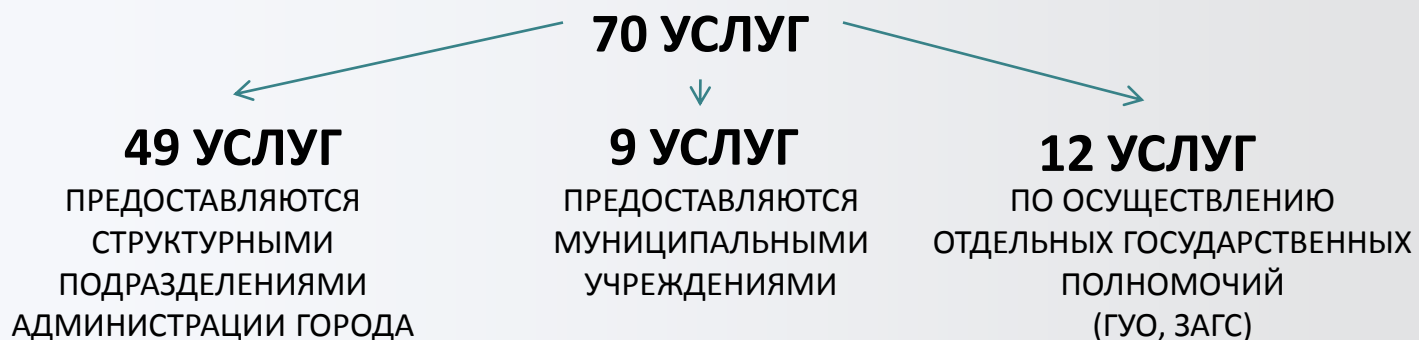 70 УСЛУГ
49 УСЛУГ
ПРЕДОСТАВЛЯЮТСЯ
СТРУКТУРНЫМИ
ПОДРАЗДЕЛЕНИЯМИ
АДМИНИСТРАЦИИ ГОРОДА
9 УСЛУГ
ПРЕДОСТАВЛЯЮТСЯ
МУНИЦИПАЛЬНЫМИ
УЧРЕЖДЕНИЯМИ
12 УСЛУГ
ПО ОСУЩЕСТВЛЕНИЮ
ОТДЕЛЬНЫХ ГОСУДАРСТВЕННЫХ
ПОЛНОМОЧИЙ
(ГУО, ЗАГС)